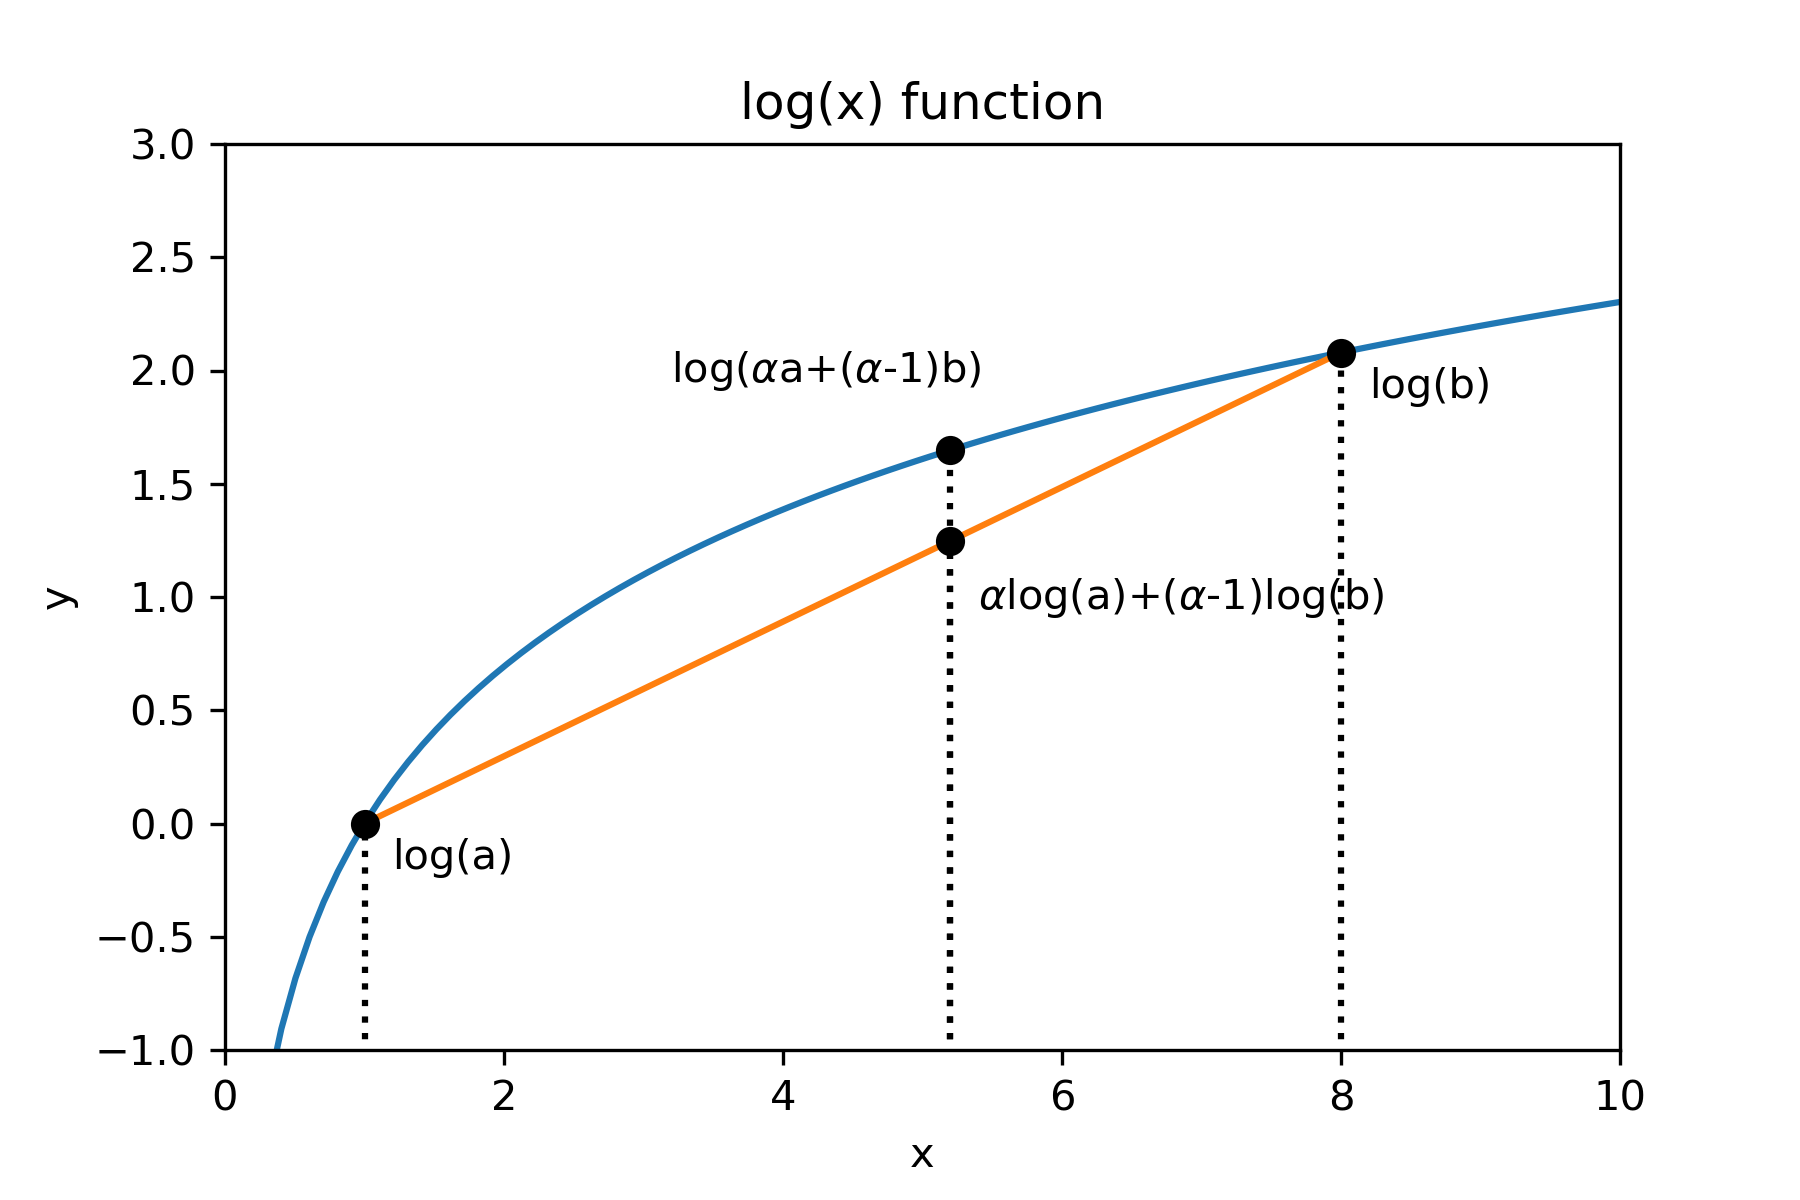 log(x) function
3.0
2.5
2.0
1.5
1.0
0.5
0.0
−0.5
−1.0
y
log(αa+(α-1)b)
log(b)
αlog(a)+(α-1)log(b)
log(a)
0 2 4 6 8 10
x